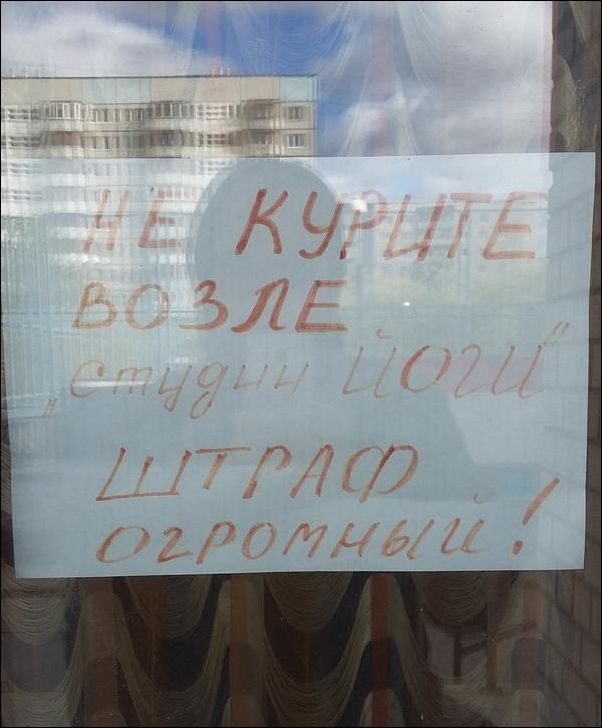 НЕ КУРИТЕ
ВОЗЛЕ
„студии ЙОГИ"
ШТРАФ
ОГРОМНЫЙ!